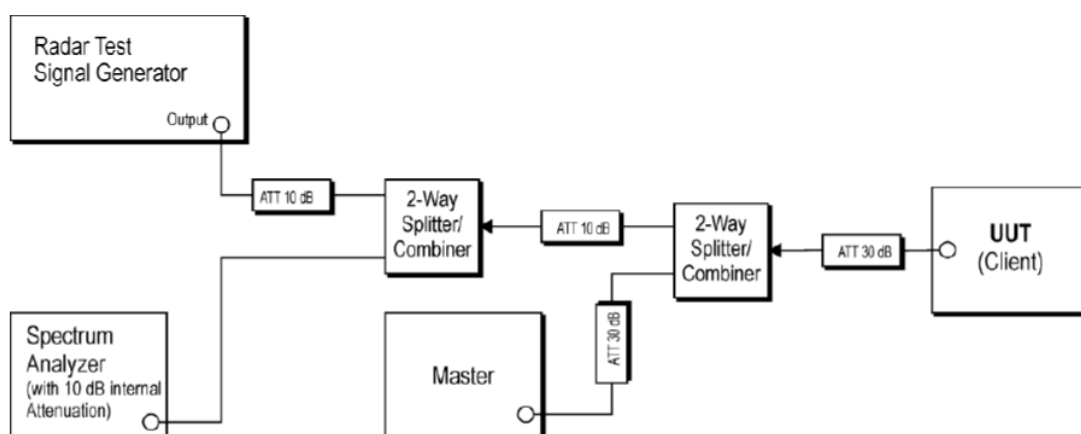 Radar Test
Signal Generator
Output
ATT 10 dB
2-Way
Splitter/
Combiner
ATT 10 dB
2-Way
Splitter/
Combiner
ATT 30 dB
UUT
(Client)
ATT 30 dB
Spectrum
Analyzer
(with 10 dB internal
Attenuation)
Master